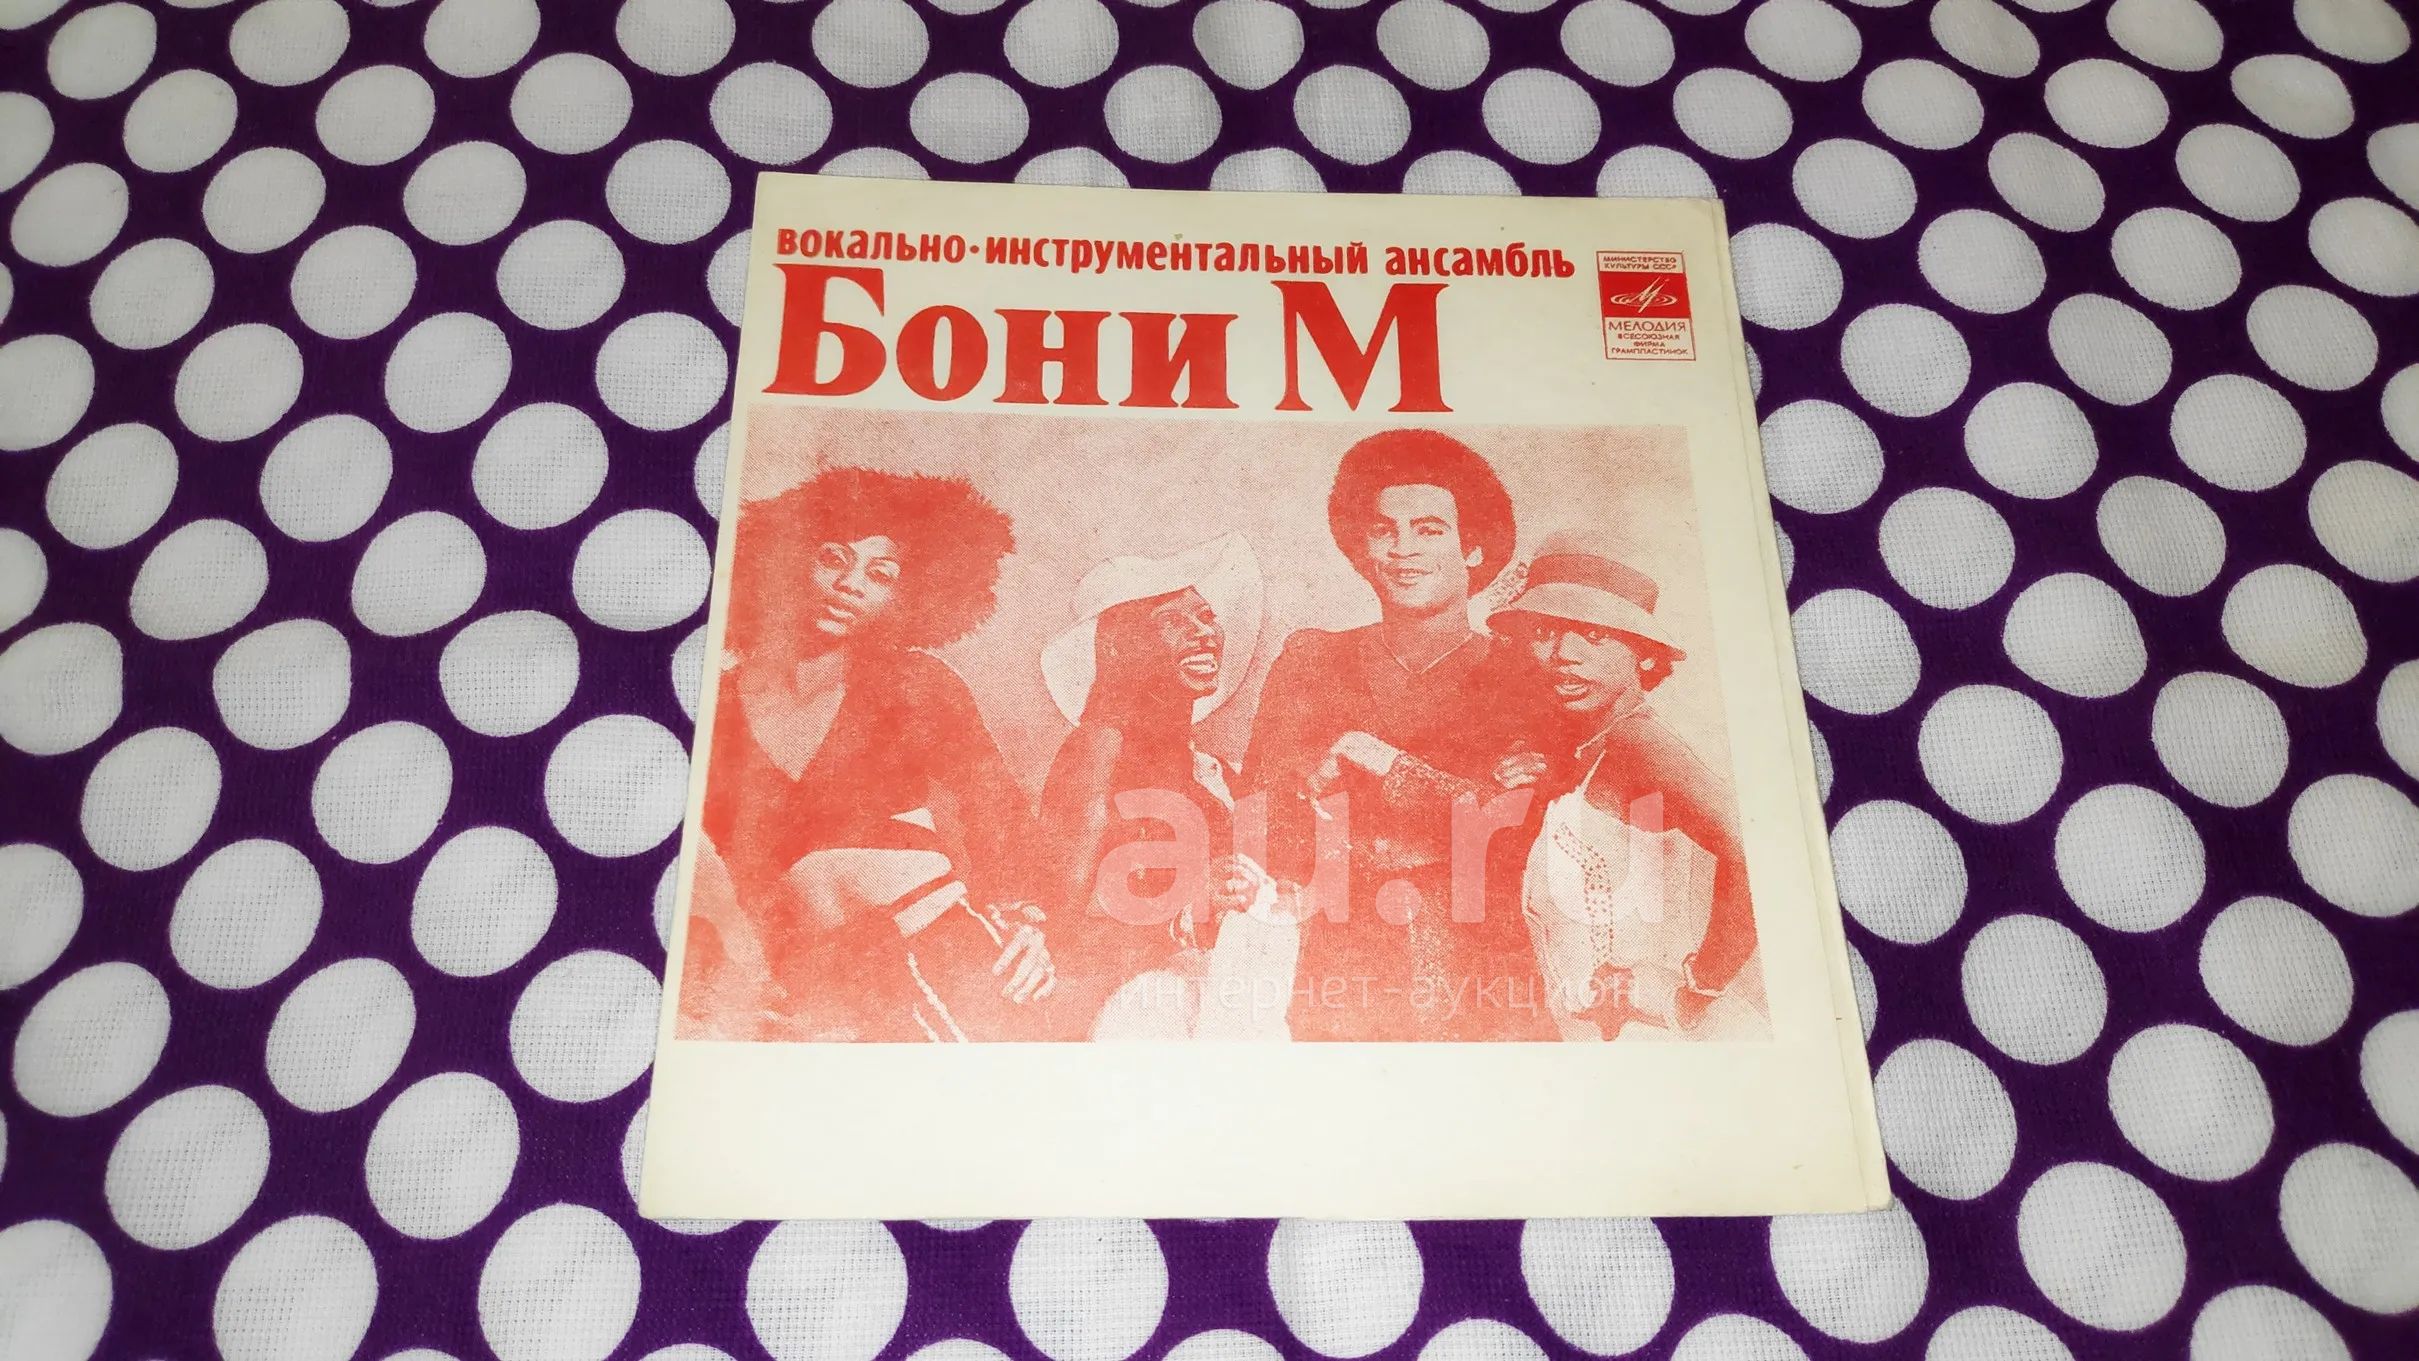 вокально-инструментальный ансамбль
Бони М
МИНИСТЕРСТВО
КУЛЬТУРЫ СССР
МЕЛОДИЯ
ВСЕСОЮЗНАЯ
ФИРМА
ГРАМПЛАСТИНОК
au.ru
интернет-аукцион